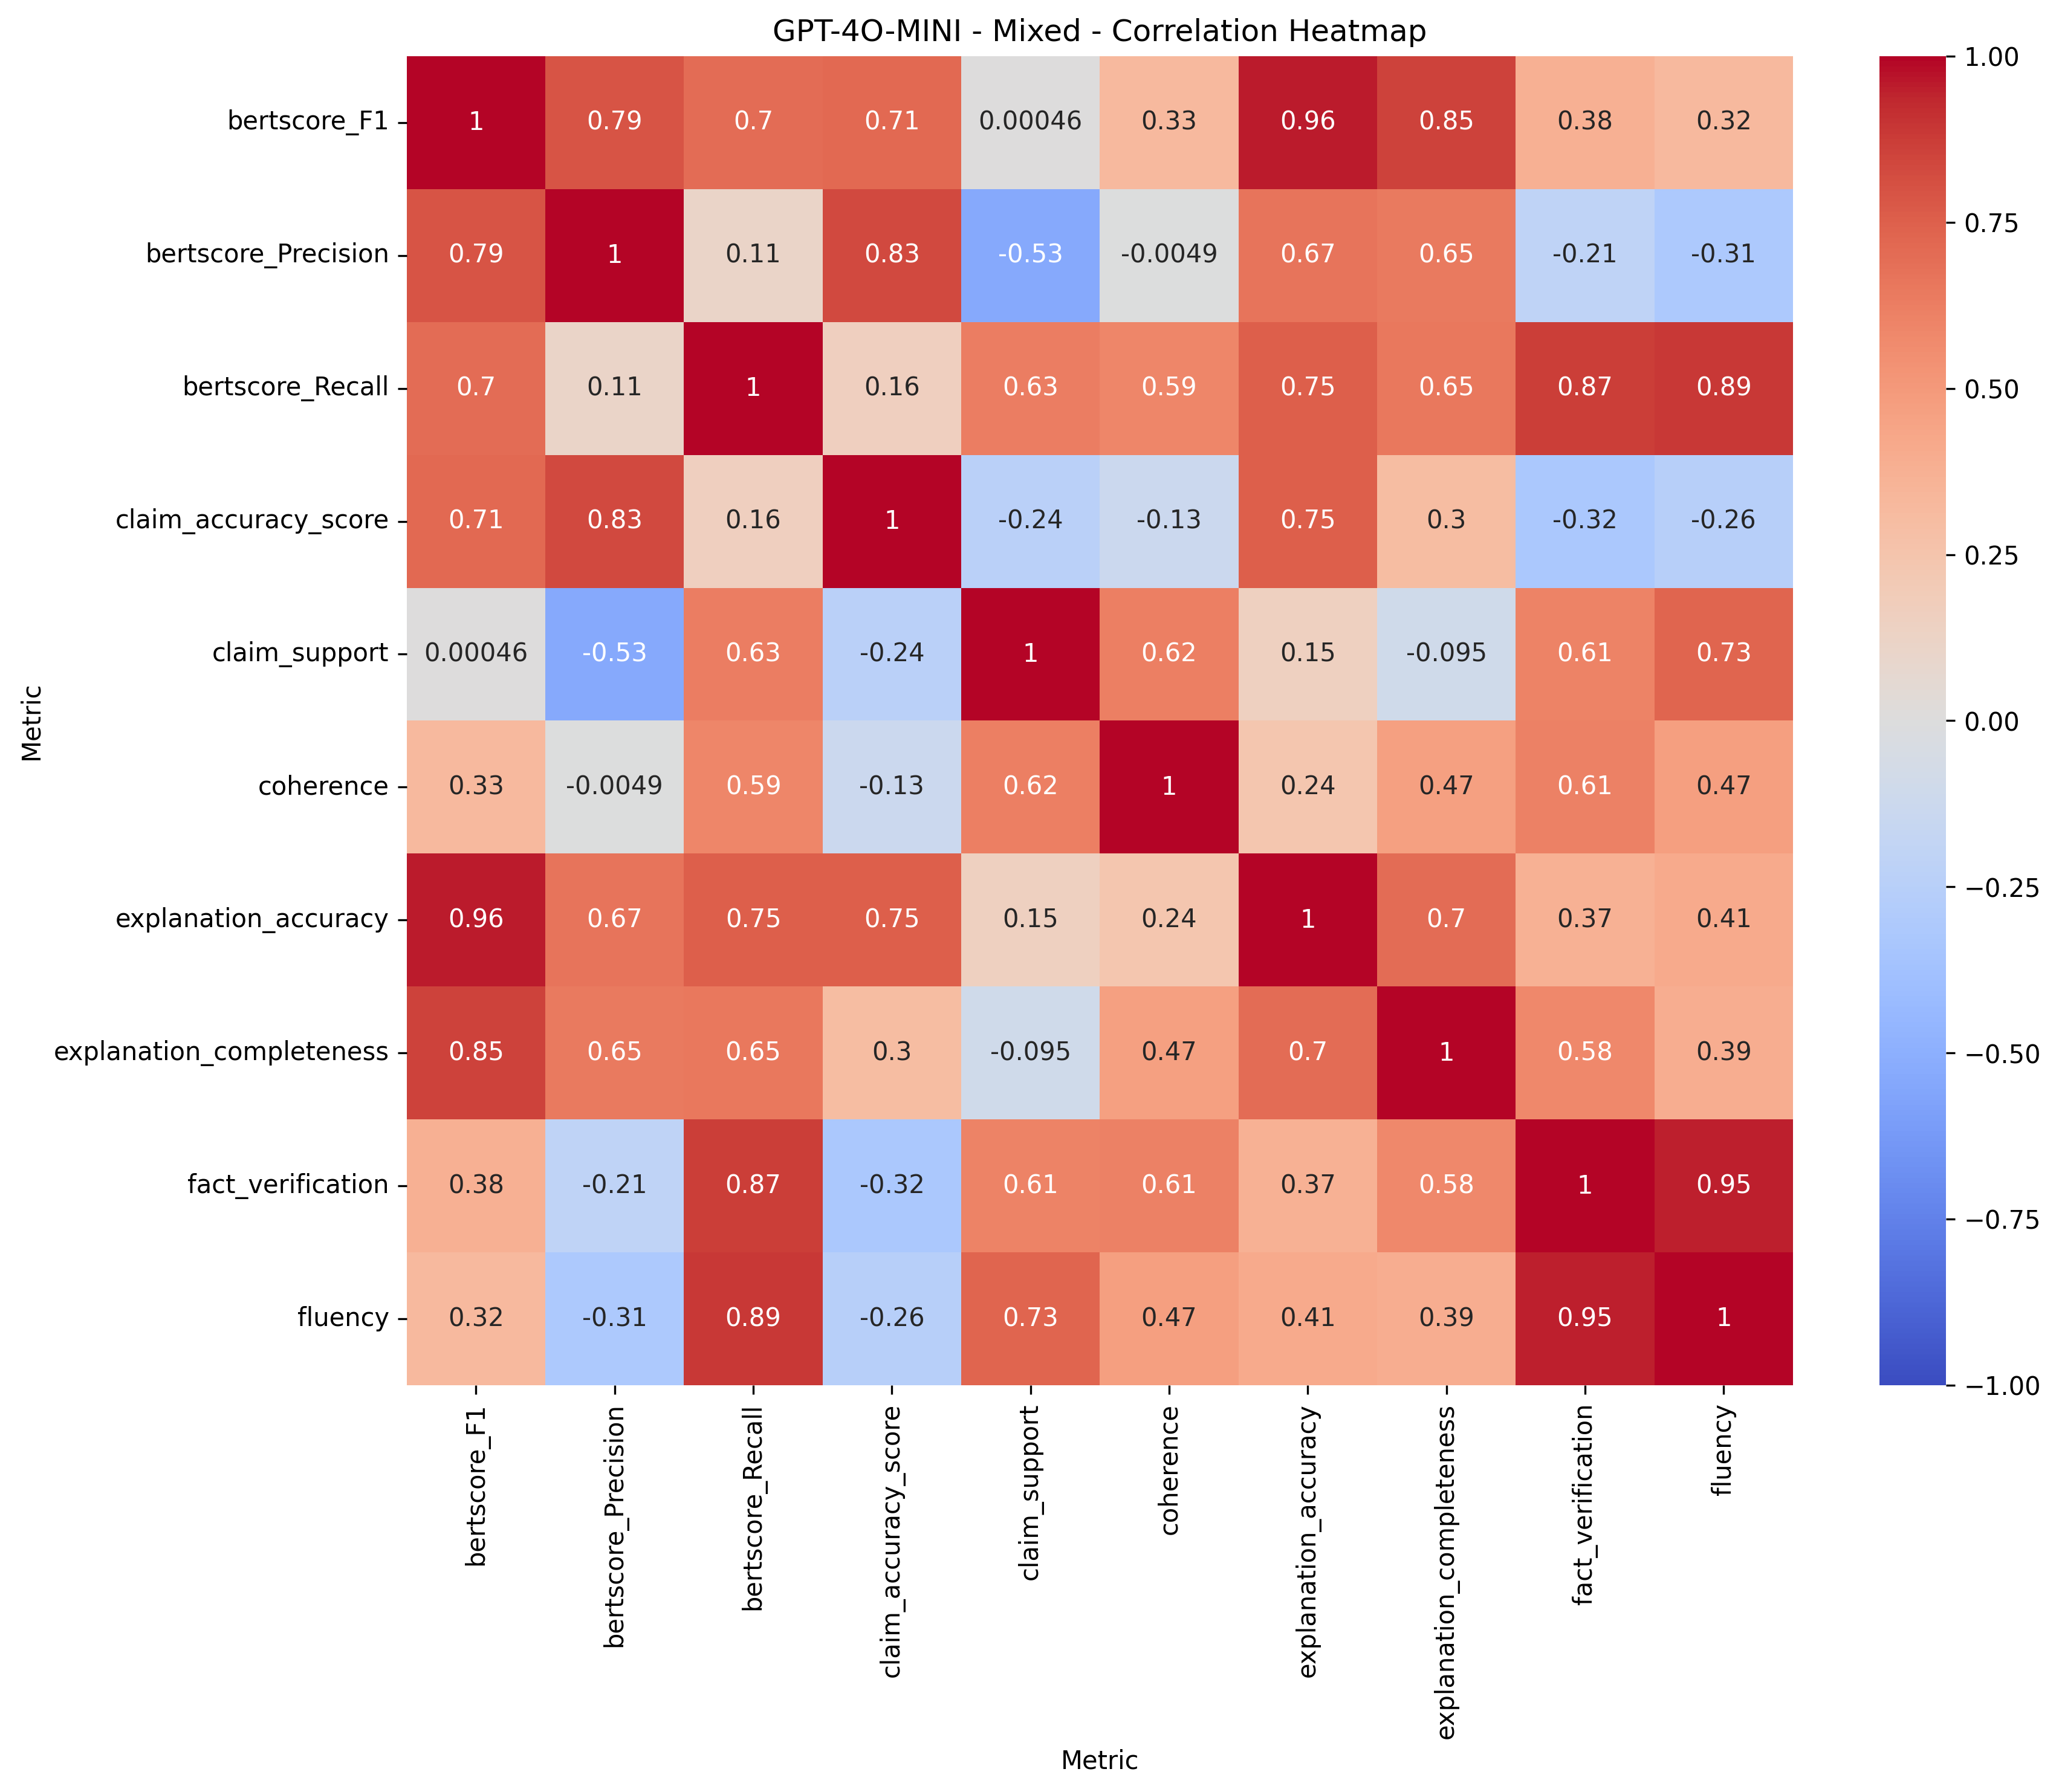 GPT-4O-MINI - Mixed - Correlation Heatmap
bertscore_F1 1 0.79 0.7 0.71 0.00046 0.33 0.96 0.85 0.38 0.32
bertscore_Precision 0.79 1 0.11 0.83 -0.53 -0.0049 0.67 0.65 -0.21 -0.31
bertscore_Recall 0.7 0.11 1 0.16 0.63 0.59 0.75 0.65 0.87 0.89
claim_accuracy_score 0.71 0.83 0.16 1 -0.24 -0.13 0.75 0.3 -0.32 -0.26
claim_support 0.00046 -0.53 0.63 -0.24 1 0.62 0.15 -0.095 0.61 0.73
coherence 0.33 -0.0049 0.59 -0.13 0.62 1 0.24 0.47 0.61 0.47
explanation_accuracy 0.96 0.67 0.75 0.75 0.15 0.24 1 0.7 0.37 0.41
explanation_completeness 0.85 0.65 0.65 0.3 -0.095 0.47 0.7 1 0.58 0.39
fact_verification 0.38 -0.21 0.87 -0.32 0.61 0.61 0.37 0.58 1 0.95
fluency 0.32 -0.31 0.89 -0.26 0.73 0.47 0.41 0.39 0.95 1
Metric
bertscore_F1
bertscore_Precision
bertscore_Recall
claim_accuracy_score
claim_support
coherence
explanation_accuracy
explanation_completeness
fact_verification
fluency
Metric
1.00
0.75
0.50
0.25
0.00
−0.25
−0.50
−0.75
−1.00